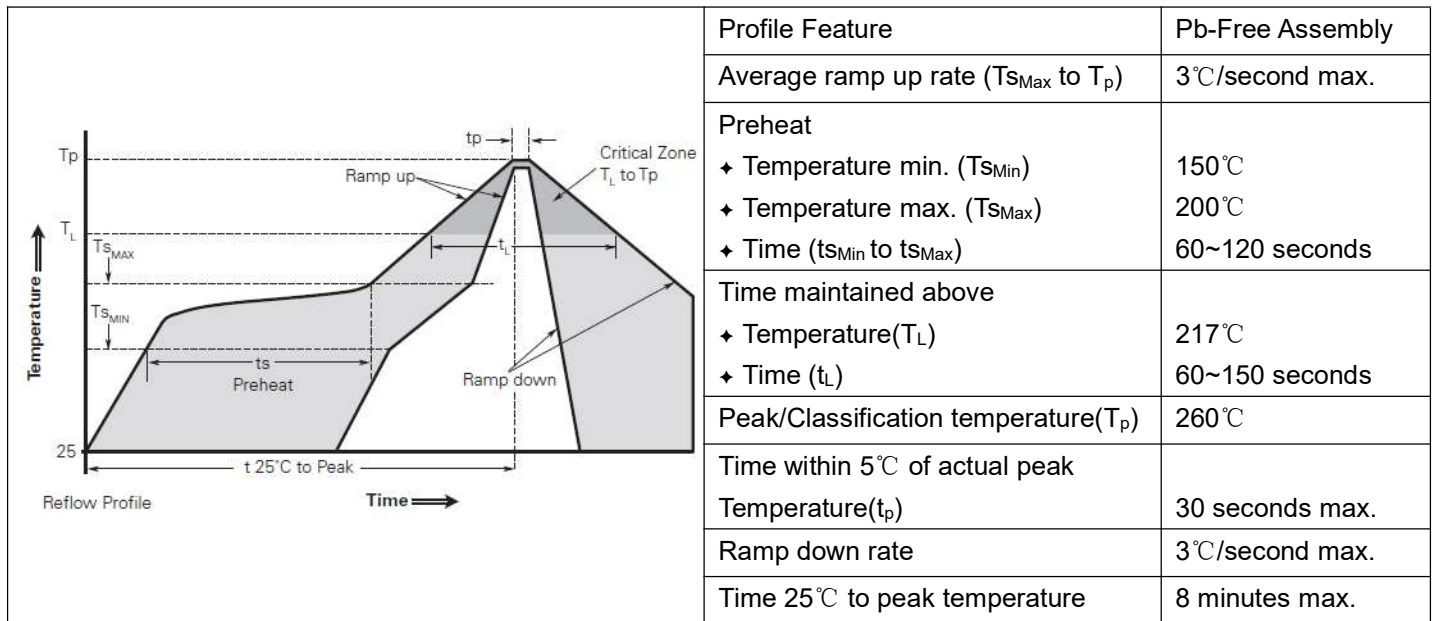 tp
Tp
Critical Zone
TL to Tp
Ramp up
TL
tL
TsMAX
TsMIN
ts
Preheat
Ramp down
Temperature
25
t 25°C to Peak
Reflow Profile
Time
Profile Feature Pb-Free Assembly
Average ramp up rate (TsMax to Tp) 3℃/second max.
Preheat
✦ Temperature min. (TsMin) 150℃
✦ Temperature max. (TsMax) 200℃
✦ Time (tsMin to tsMax) 60~120 seconds
Time maintained above
✦ Temperature(TL) 217℃
✦ Time (tL) 60~150 seconds
Peak/Classification temperature(Tp) 260℃
Time within 5℃ of actual peak
Temperature(tp) 30 seconds max.
Ramp down rate 3℃/second max.
Time 25℃ to peak temperature 8 minutes max.